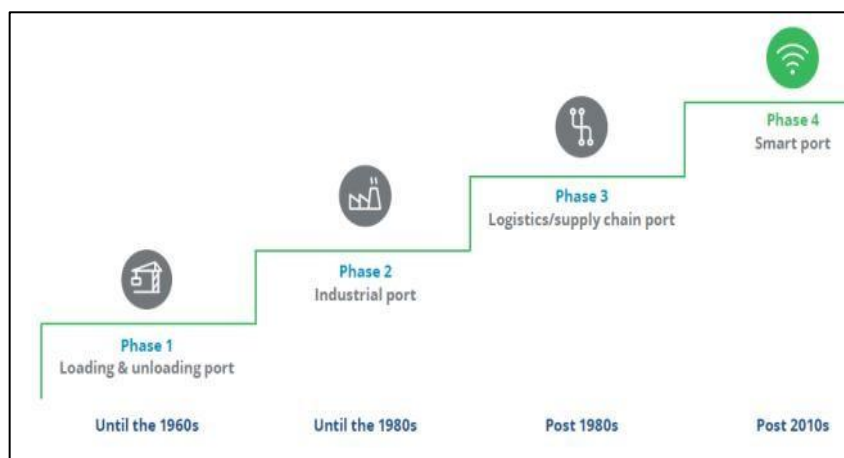 Phase 1
Loading & unloading port
Until the 1960s
Phase 2
Industrial port
Until the 1980s
Phase 3
Logistics/supply chain port
Post 1980s
Phase 4
Smart port
Post 2010s